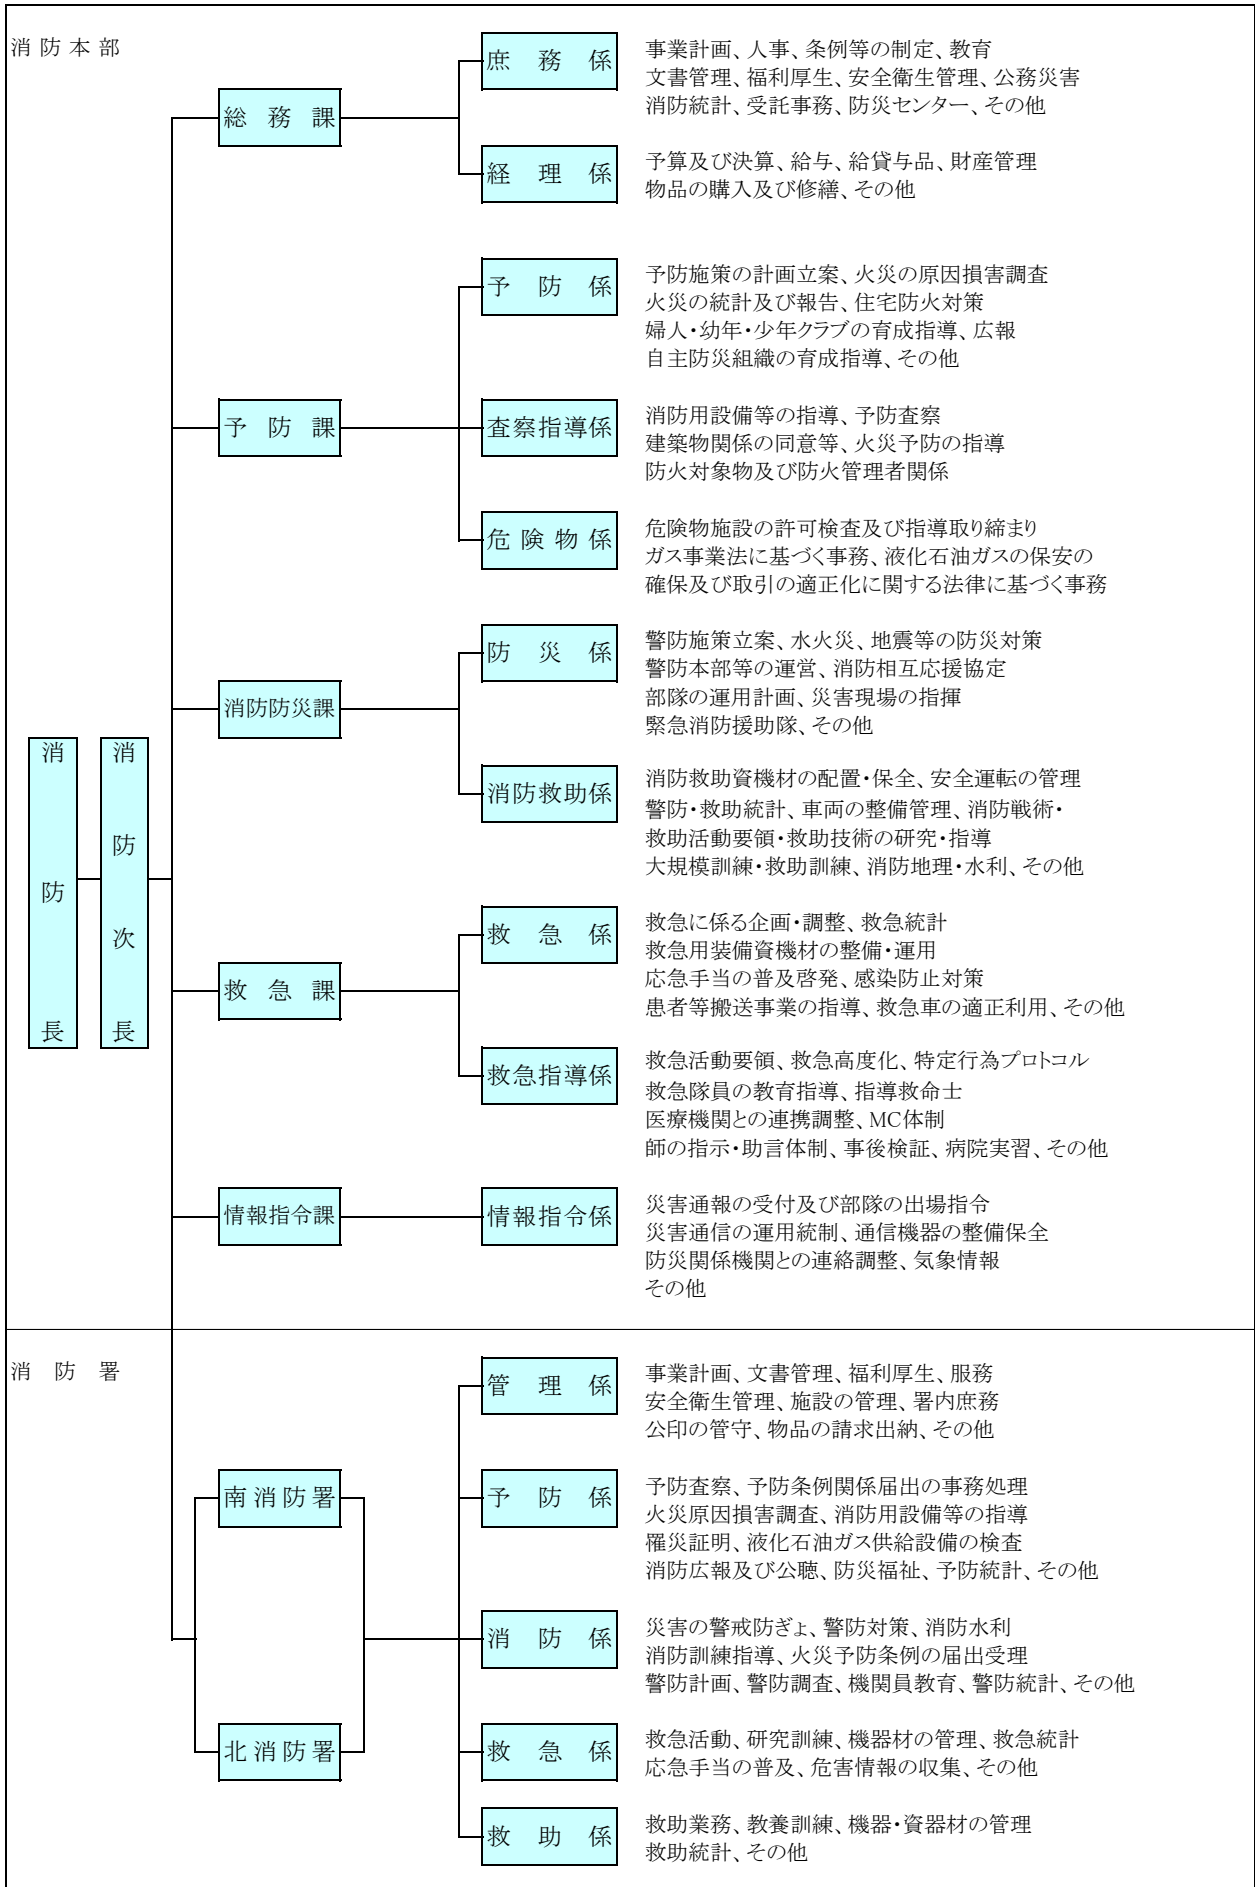 消防本部
庶務係
事業計画、人事、条例等の制定、教育
文書管理、福利厚生、安全衛生管理、公務災害
消防統計、受託事務、防災センター、その他
総務課
経理係
予算及び決算、給与、給貸与品、財産管理
物品の購入及び修繕、その他
予防係
予防施策の計画立案、火災の原因損害調査
火災の統計及び報告、住宅防火対策
婦人・幼年・少年クラブの育成指導、広報
自主防災組織の育成指導、その他
予防課
査察指導係
消防用設備等の指導、予防査察
建築物関係の同意等、火災予防の指導
防火対象物及び防火管理者関係
危険物係
危険物施設の許可検査及び指導取り締まり
ガス事業法に基づく事務、液化石油ガスの保安の
確保及び取引の適正化に関する法律に基づく事務
防災係
警防施策立案、水火災、地震等の防災対策
警防本部等の運営、消防相互応援協定
部隊の運用計画、災害現場の指揮
緊急消防援助隊、その他
消防防災課
消防長
消防次長
消防救助係
消防救助資機材の配置・保全、安全運転の管理
警防・救助統計、車両の整備管理、消防戦術・
救助活動要領・救助技術の研究・指導
大規模訓練・救助訓練、消防地理・水利、その他
救急係
救急に係る企画・調整、救急統計
救急用装備資機材の整備・運用
応急手当の普及啓発、感染防止対策
患者等搬送事業の指導、救急車の適正利用、その他
救急課
救急指導係
救急活動要領、救急高度化、特定行為プロトコル
救急隊員の教育指導、指導救命士
医療機関との連携調整、MC体制
師の指示・助言体制、事後検証、病院実習、その他
情報指令課
情報指令係
災害通報の受付及び部隊の出場指令
災害通信の運用統制、通信機器の整備保全
防災関係機関との連絡調整、気象情報
その他
消防署
管理係
事業計画、文書管理、福利厚生、服務
安全衛生管理、施設の管理、署内庶務
公印の管守、物品の請求出納、その他
南消防署
予防係
予防査察、予防条例関係届出の事務処理
火災原因損害調査、消防用設備等の指導
罹災証明、液化石油ガス供給設備の検査
消防広報及び公聴、防災福祉、予防統計、その他
消防係
災害の警戒防ぎょ、警防対策、消防水利
消防訓練指導、火災予防条例の届出受理
警防計画、警防調査、機関員教育、警防統計、その他
北消防署
救急係
救急活動、研究訓練、機器材の管理、救急統計
応急手当の普及、危害情報の収集、その他
救助係
救助業務、教養訓練、機器・資器材の管理
救助統計、その他